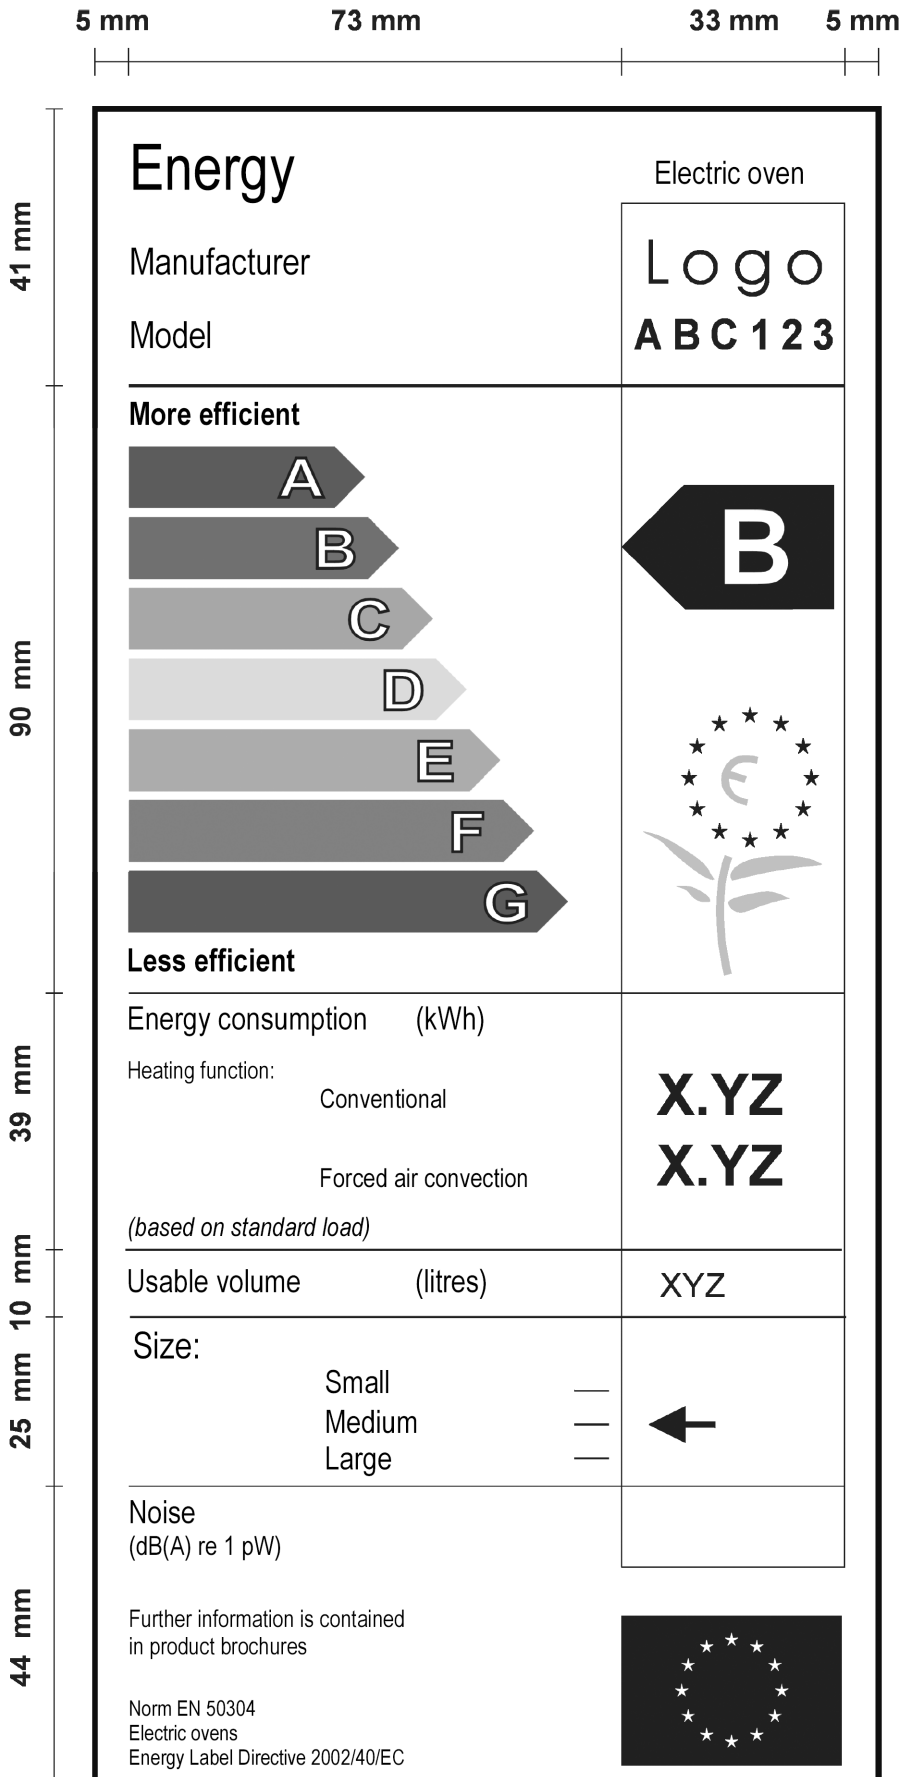 5 mm 73 mm 33 mm 5 mm
41 mm
90 mm
39 mm
10 mm
25 mm
44 mm
Energy
Electric oven
Manufacturer
Logo
Model
ABC123
More efficient
A
B
B
C
D
E
F
G
Less efficient
Energy consumption (kWh)
Heating function:
Conventional
X.YZ
Forced air convection
X.YZ
(based on standard load)
Usable volume (litres)
XYZ
Size:
Small
Medium
Large
Noise
(dB(A) re 1 pW)
Further information is contained
in product brochures
Norm EN 50304
Electric ovens
Energy Label Directive 2002/40/EC